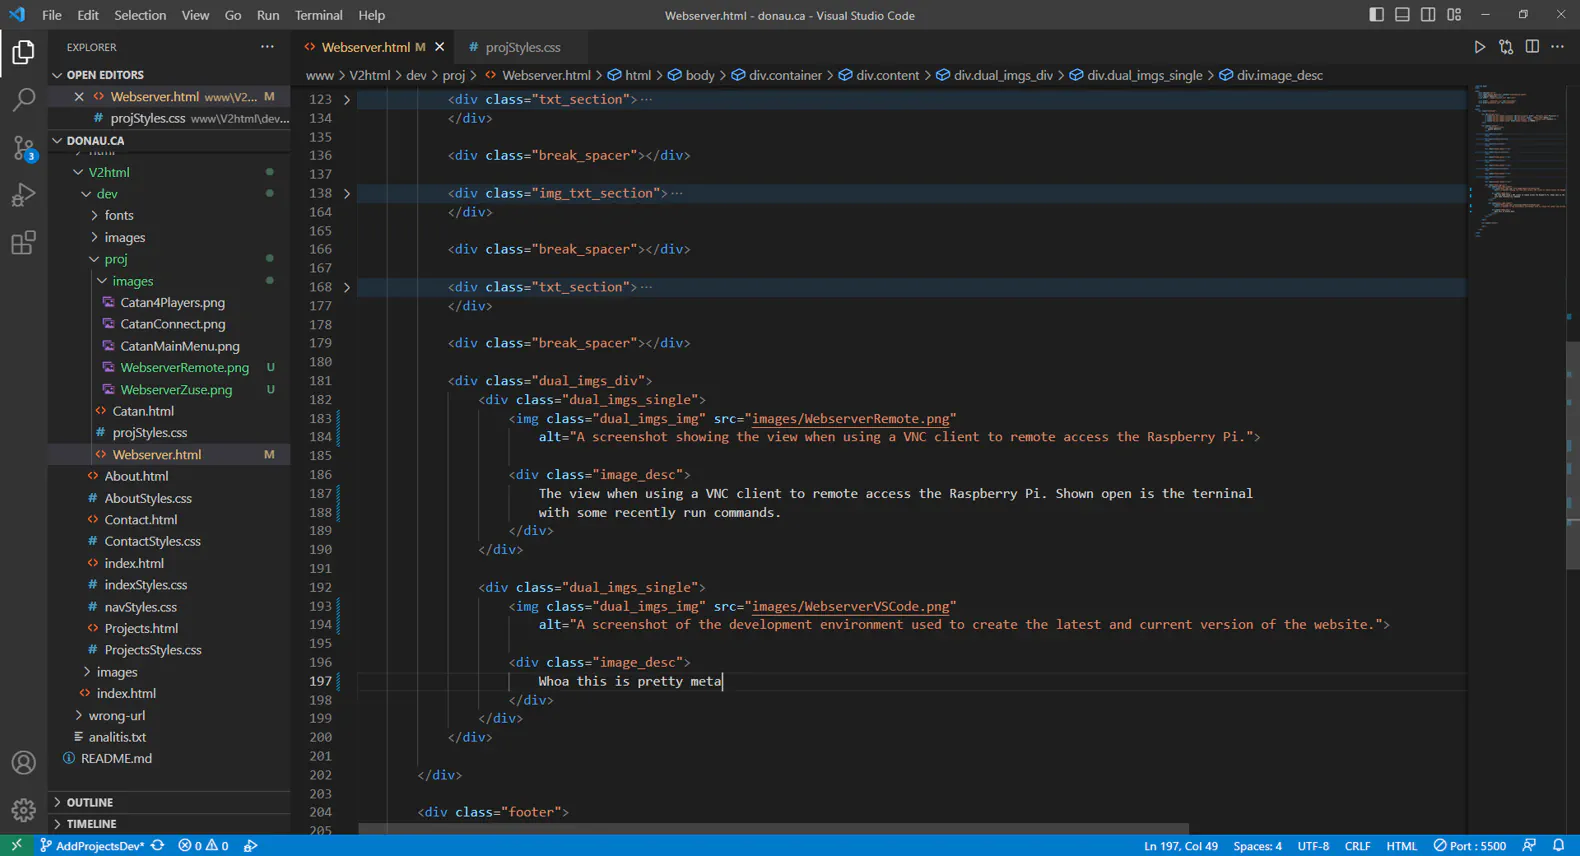 File Edit Selection View Go Run Terminal Help
Webserver.html - donau.ca - Visual Studio Code
EXPLORER
OPEN EDITORS
Webserver.html www\V2... M
projStyles.css www\V2html\dev...
DONAU.CA
V2html
dev
fonts
images
proj
images
Catan4Players.png
CatanConnect.png
CatanMainMenu.png
WebserverRemote.png U
WebserverZuse.png U
Catan.html
projStyles.css
Webserver.html M
About.html
AboutStyles.css
Contact.html
ContactStyles.css
index.html
indexStyles.css
navStyles.css
Projects.html
ProjectsStyles.css
images
index.html
wrong-url
analitis.txt
README.md
OUTLINE
TIMELINE
3
Webserver.html M
projStyles.css
www > V2html > dev > proj > Webserver.html > html > body > div.container > div.content > div.dual_imgs_div > div.dual_imgs_single > div.image_desc
123 <div class="txt_section">···
134 </div>
135
136 <div class="break_spacer"></div>
137
138 <div class="img_txt_section">···
164 </div>
165
166 <div class="break_spacer"></div>
167
168 <div class="txt_section">···
177 </div>
178
179 <div class="break_spacer"></div>
180
181 <div class="dual_imgs_div">
182 <div class="dual_imgs_single">
183 <img class="dual_imgs_img" src="images/WebserverRemote.png"
184 alt="A screenshot showing the view when using a VNC client to remote access the Raspberry Pi.">
185
186 <div class="image_desc">
187 The view when using a VNC client to remote access the Raspberry Pi. Shown open is the terninal
188 with some recently run commands.
189 </div>
190 </div>
191
192 <div class="dual_imgs_single">
193 <img class="dual_imgs_img" src="images/WebserverVSCode.png"
194 alt="A screenshot of the development environment used to create the latest and current version of the website.">
195
196 <div class="image_desc">
197 Whoa this is pretty meta
198 </div>
199 </div>
200 </div>
201
202 </div>
203
204 <div class="footer">
205
AddProjectsDev* 0 0
Ln 197, Col 49 Spaces: 4 UTF-8 CRLF HTML Port : 5500